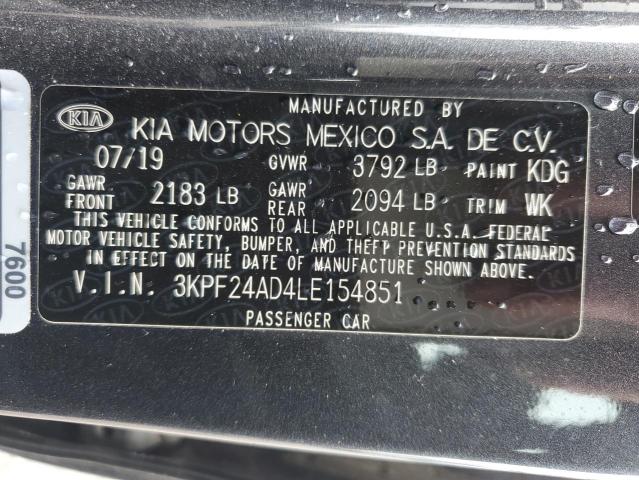 MANUFACTURED BY
KIA KIA MOTORS MEXICO S.A. DE C.V.
07/19 GVWR 3792 LB PAINT KDG
GAWR FRONT 2183 LB GAWR REAR 2094 LB TRIM WK
THIS VEHICLE CONFORMS TO ALL APPLICABLE U.S.A. FEDERAL
MOTOR VEHICLE SAFETY, BUMPER, AND THEFT PREVENTION STANDARDS
IN EFFECT ON THE DATE OF MANUFACTURE SHOWN ABOVE.
V.I.N. 3KPF24AD4LE154851
PASSENGER CAR
7600